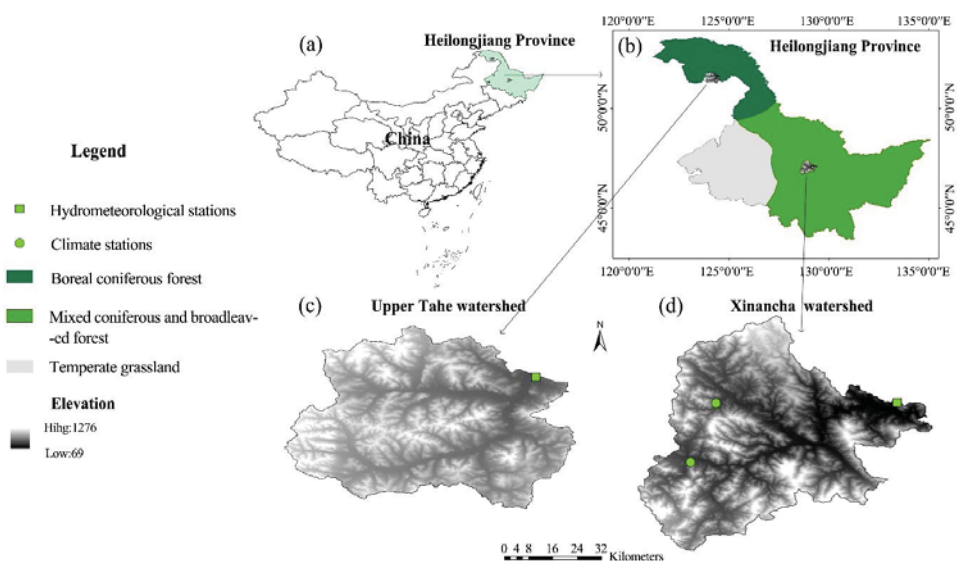 (a)
Heilongjiang Province
China
Legend
Hydrometeorological stations
Climate stations
Boreal coniferous forest
Mixed coniferous and broadleav-
-ed forest
Temperate grassland
Elevation
Hihg:1276
Low:69
120°0'0"E 125°0'0"E 130°0'0"E 135°0'0"E
(b)
Heilongjiang Province
50°0'0"N
45°0'0"N
50°0'0"N
45°0'0"N
120°0'0"E 125°0'0"E 130°0'0"E 135°0'0"E
(c)
Upper Tahe watershed
N
(d)
Xinancha watershed
0 4 8 16 24 32
Kilometers